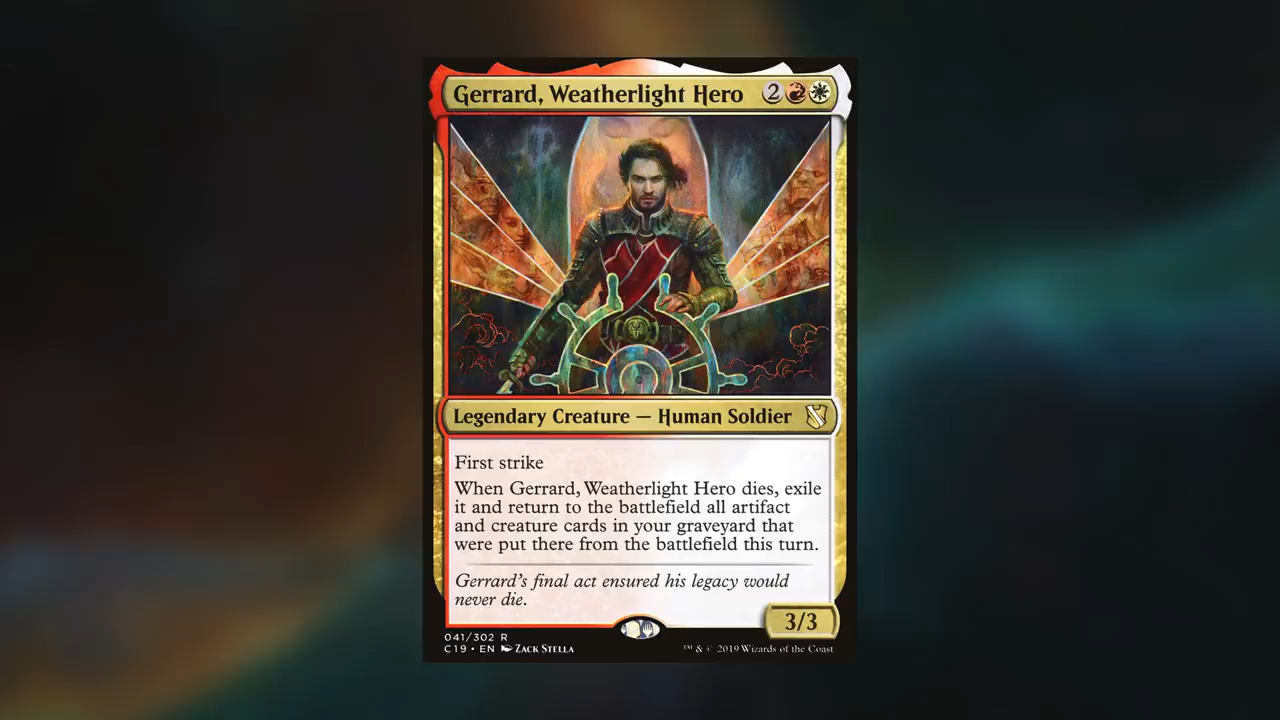 Gerrard, Weatherlight Hero 2
Legendary Creature — Human Soldier
First strike
When Gerrard, Weatherlight Hero dies, exile
it and return to the battlefield all artifact
and creature cards in your graveyard that
were put there from the battlefield this turn.
Gerrard's final act ensured his legacy would
never die.
3/3
041/302 R
C19 • EN Zack Stella
™ & © 2019 Wizards of the Coast